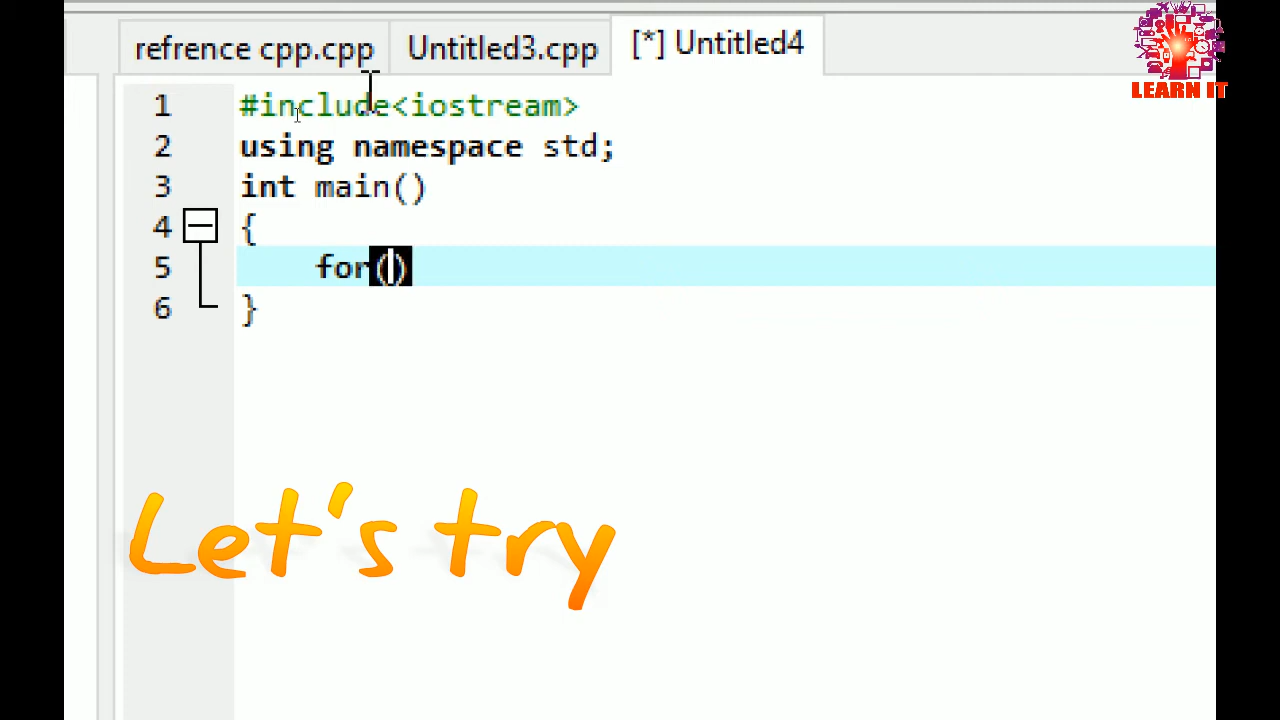 refrence cpp.cpp Untitled3.cpp [*] Untitled4
LEARN IT
1 #include<iostream>
2 using namespace std;
3 int main()
4 {
5 for()
6 }
Let's try